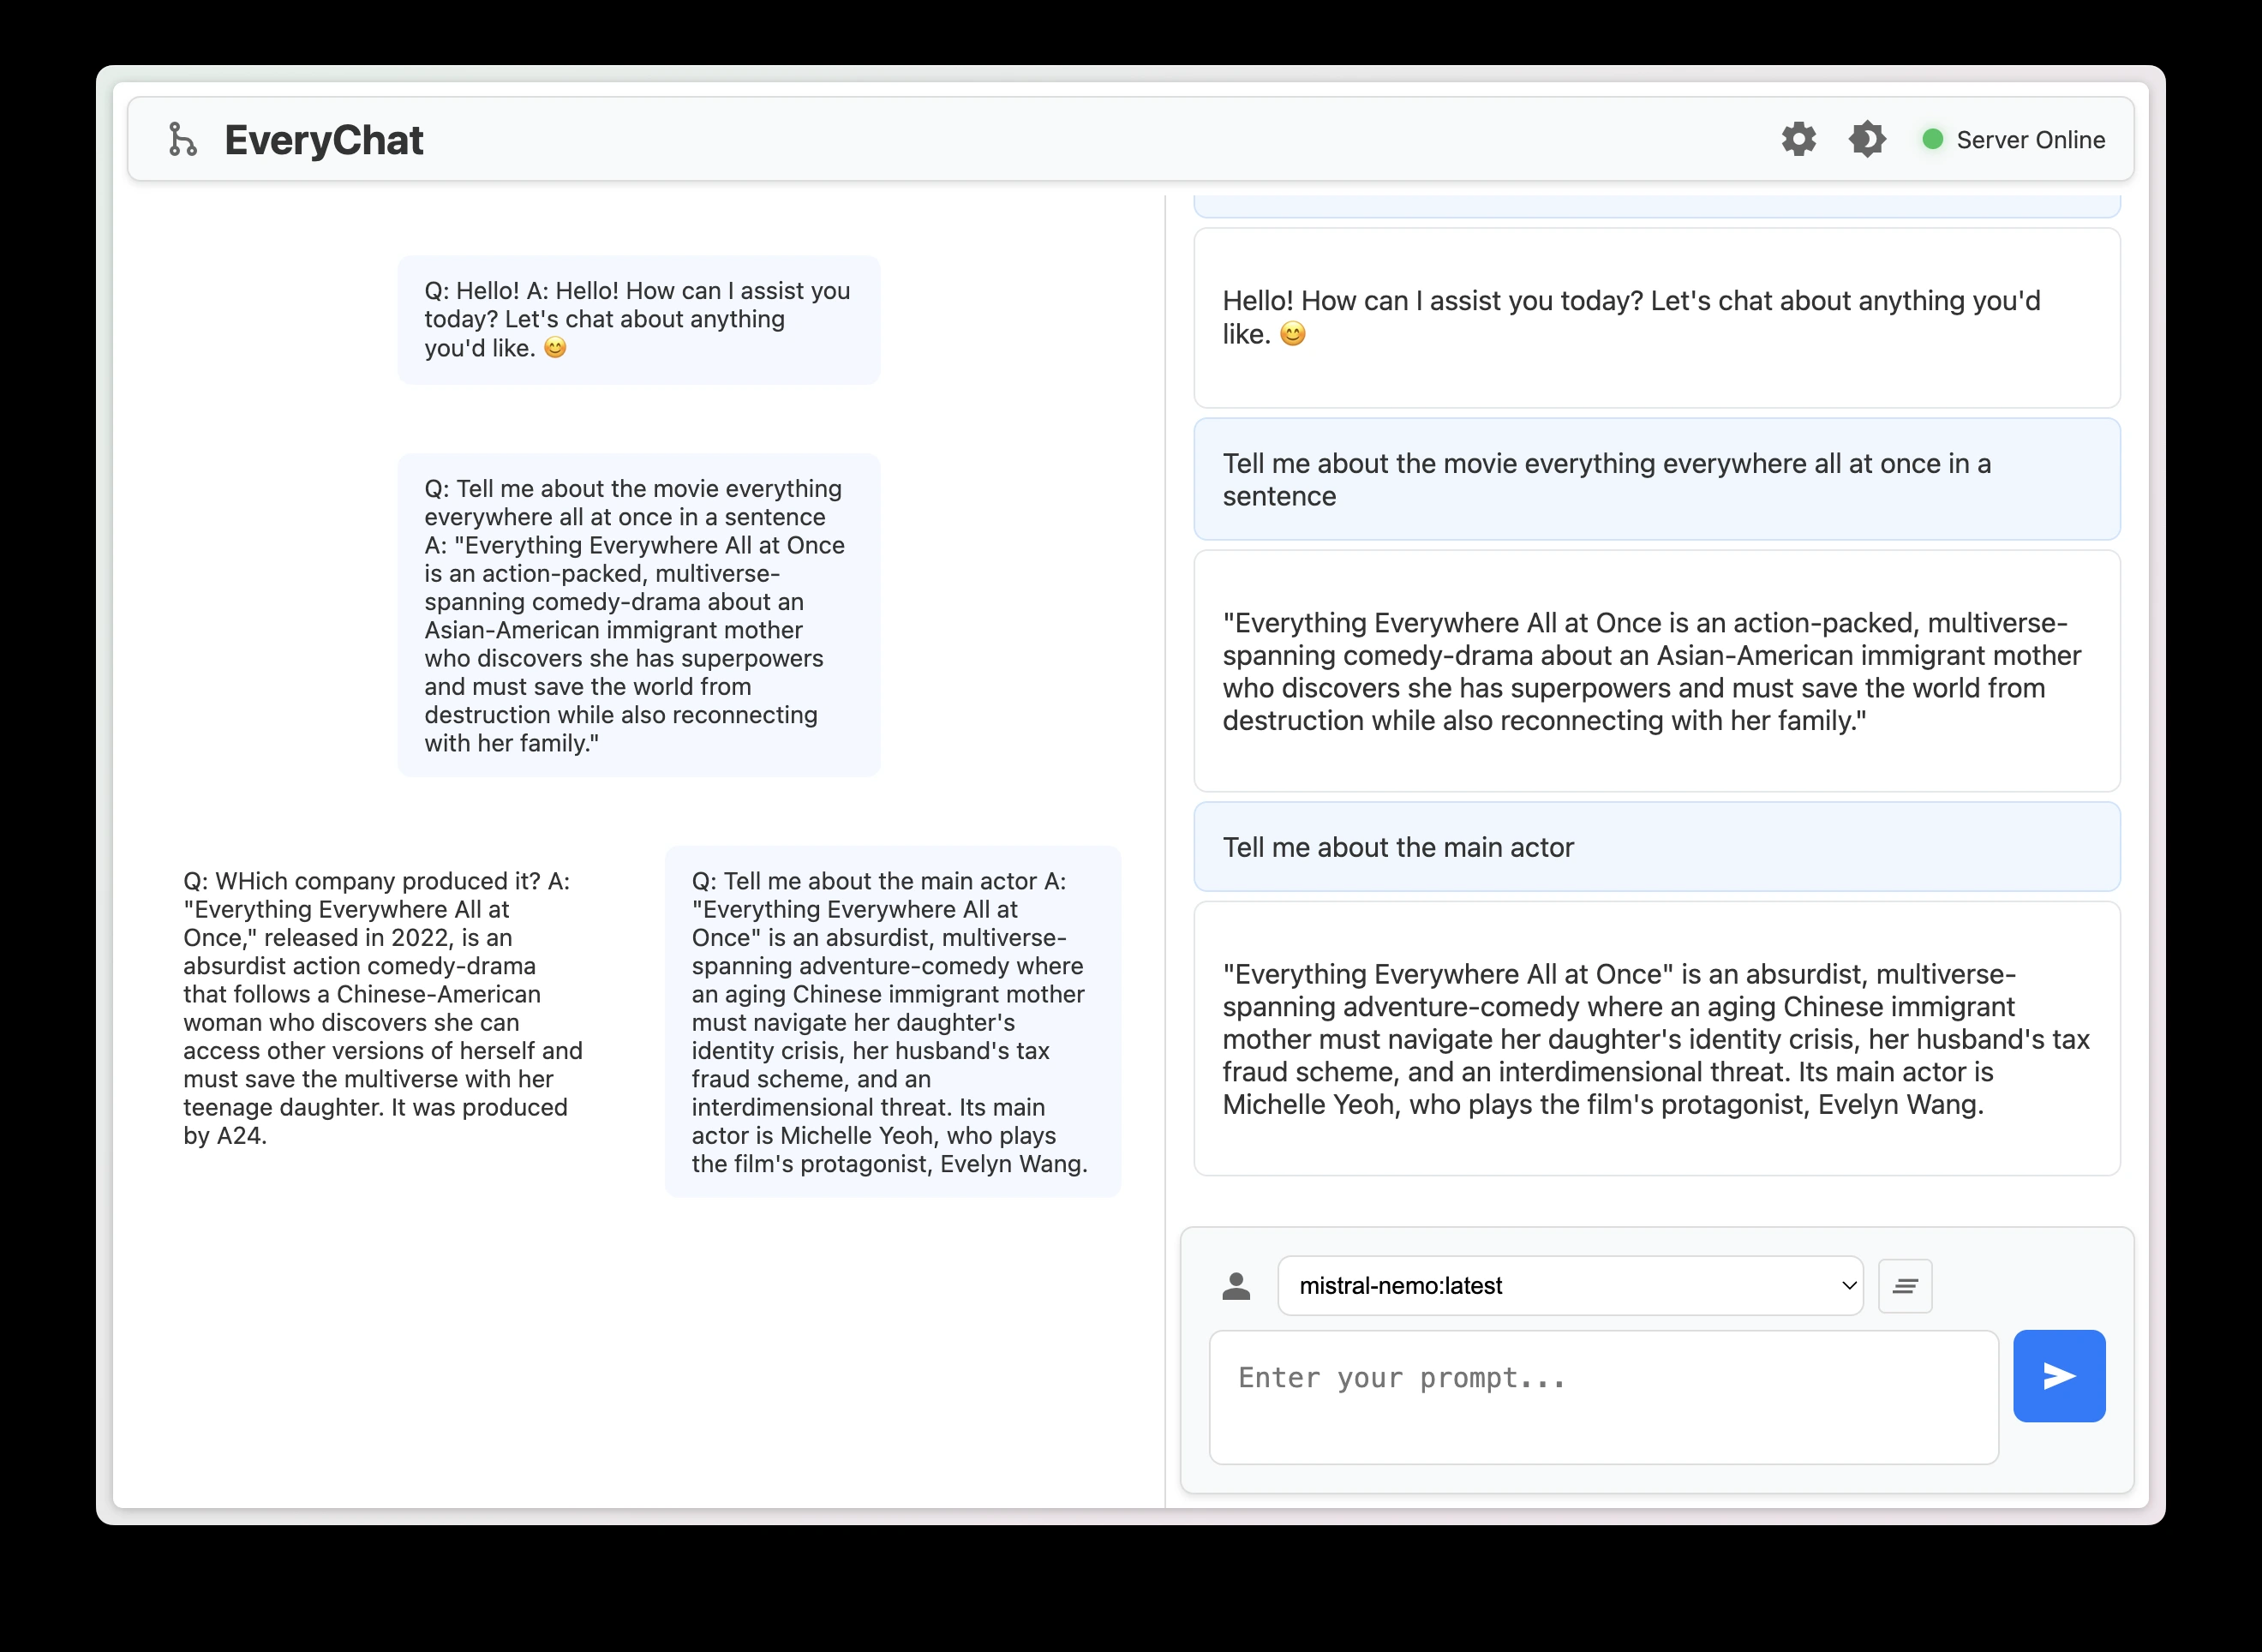 EveryChat
Server Online
Q: Hello! A: Hello! How can I assist you
today? Let's chat about anything
you'd like. 😊
Q: Tell me about the movie everything
everywhere all at once in a sentence
A: "Everything Everywhere All at Once
is an action-packed, multiverse-
spanning comedy-drama about an
Asian-American immigrant mother
who discovers she has superpowers
and must save the world from
destruction while also reconnecting
with her family."
Q: WHich company produced it? A:
"Everything Everywhere All at
Once," released in 2022, is an
absurdist action comedy-drama
that follows a Chinese-American
woman who discovers she can
access other versions of herself and
must save the multiverse with her
teenage daughter. It was produced
by A24.
Q: Tell me about the main actor A:
"Everything Everywhere All at
Once" is an absurdist, multiverse-
spanning adventure-comedy where
an aging Chinese immigrant mother
must navigate her daughter's
identity crisis, her husband's tax
fraud scheme, and an
interdimensional threat. Its main
actor is Michelle Yeoh, who plays
the film's protagonist, Evelyn Wang.
Hello! How can I assist you today? Let's chat about anything you'd
like. 😊
Tell me about the movie everything everywhere all at once in a
sentence
"Everything Everywhere All at Once is an action-packed, multiverse-
spanning comedy-drama about an Asian-American immigrant mother
who discovers she has superpowers and must save the world from
destruction while also reconnecting with her family."
Tell me about the main actor
"Everything Everywhere All at Once" is an absurdist, multiverse-
spanning adventure-comedy where an aging Chinese immigrant
mother must navigate her daughter's identity crisis, her husband's tax
fraud scheme, and an interdimensional threat. Its main actor is
Michelle Yeoh, who plays the film's protagonist, Evelyn Wang.
mistral-nemo:latest
Enter your prompt...